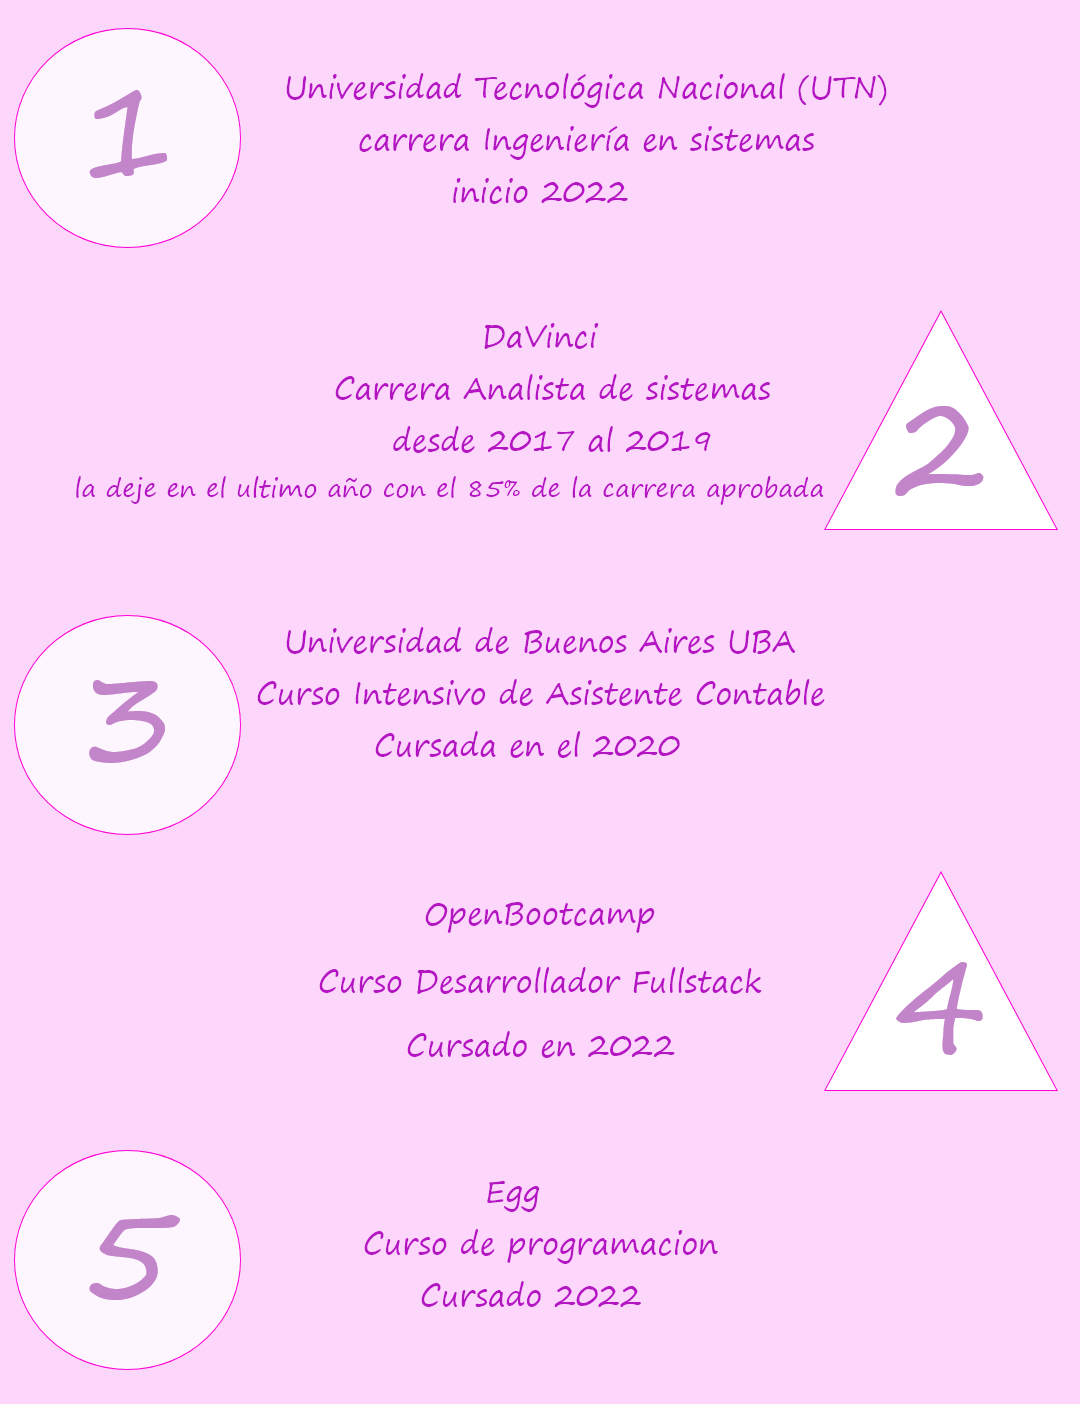 1
Universidad Tecnológica Nacional (UTN)
carrera Ingeniería en sistemas
inicio 2022
DaVinci
Carrera Analista de sistemas
desde 2017 al 2019
la deje en el ultimo año con el 85% de la carrera aprobada
2
3
Universidad de Buenos Aires UBA
Curso Intensivo de Asistente Contable
Cursada en el 2020
OpenBootcamp
Curso Desarrollador Fullstack
Cursado en 2022
4
5
Egg
Curso de programacion
Cursado 2022